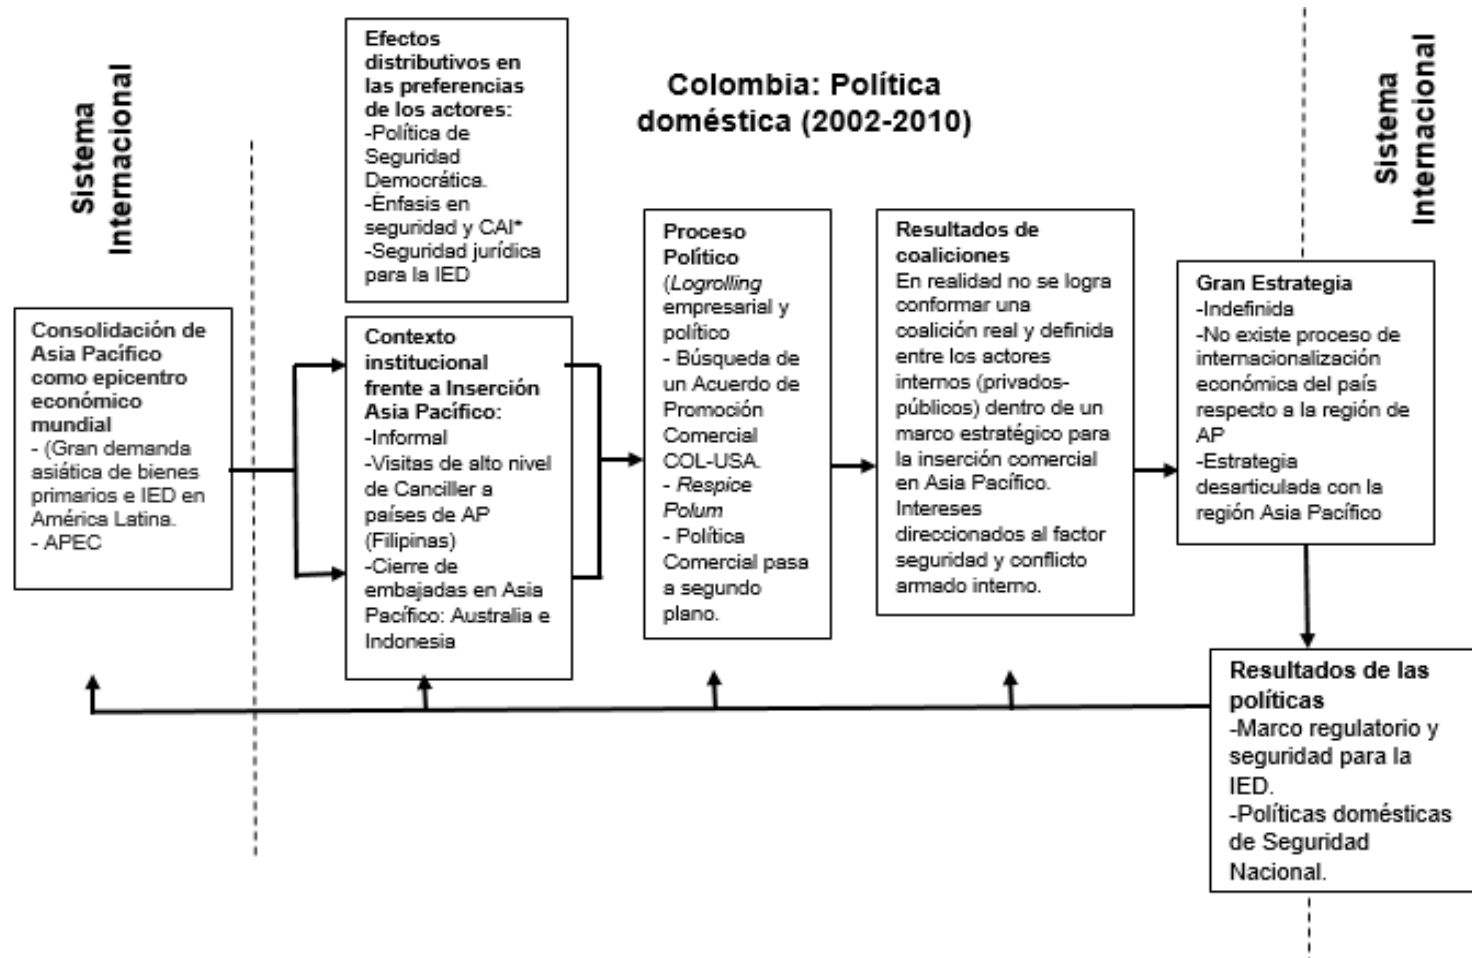 Sistema
Internacional
Efectos
distributivos en
las preferencias
de los actores:
-Política de
Seguridad
Democrática.
-Énfasis en
seguridad y CAI*
-Seguridad jurídica
para la IED
Colombia: Política
doméstica (2002-2010)
Sistema
Internacional
Consolidación de
Asia Pacífico
como epicentro
económico
mundial
- (Gran demanda
asiática de bienes
primarios e IED en
América Latina.
- APEC
Contexto
institucional
frente a Inserción
Asia Pacífico:
-Informal
-Visitas de alto nivel
de Canciller a
países de AP
(Filipinas)
-Cierre de
embajadas en Asia
Pacífico: Australia e
Indonesia
Proceso
Político
(Logrolling
empresarial y
político
- Búsqueda de
un Acuerdo de
Promoción
Comercial
COL-USA.
- Respice
Polum
- Política
Comercial pasa
a segundo
plano.
Resultados de
coaliciones
En realidad no se logra
conformar una
coalición real y definida
entre los actores
internos (privados-
públicos) dentro de un
marco estratégico para
la inserción comercial
en Asia Pacífico.
Intereses
direccionados al factor
seguridad y conflicto
armado interno.
Gran Estrategia
-Indefinida
-No existe proceso de
internacionalización
económica del país
respecto a la región de
AP
-Estrategia
desarticulada con la
región Asia Pacífico
Resultados de las
políticas
-Marco regulatorio y
seguridad para la
IED.
-Políticas domésticas
de Seguridad
Nacional.